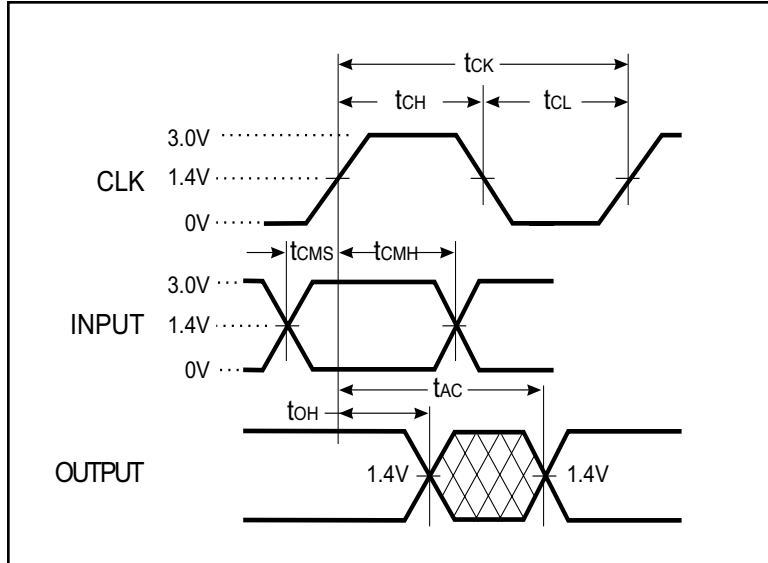 tCK
tCH tCL
3.0V
CLK 1.4V
0V
tCMS tCMH
3.0V
INPUT 1.4V
0V
tAC
tOH
OUTPUT 1.4V 1.4V